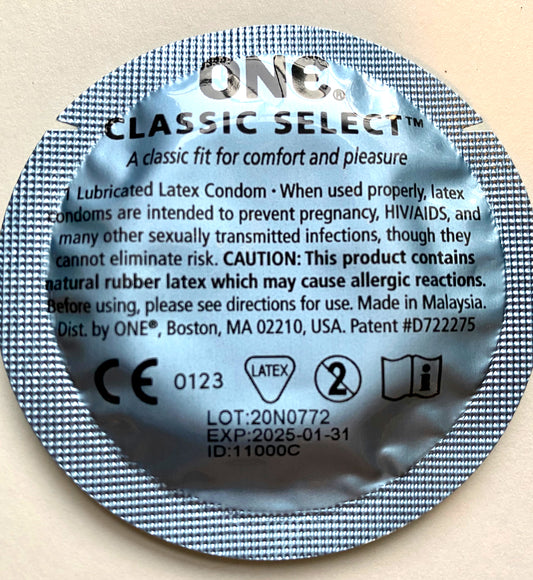 ONE®
CLASSIC SELECT™
A classic fit for comfort and pleasure
Lubricated Latex Condom • When used properly, latex
condoms are intended to prevent pregnancy, HIV/AIDS, and
many other sexually transmitted infections, though they
cannot eliminate risk. CAUTION: This product contains
natural rubber latex which may cause allergic reactions.
Before using, please see directions for use. Made in Malaysia.
Dist. by ONE®, Boston, MA 02210, USA. Patent #D722275
CE 0123 LATEX 2 i
LOT:20N0772
EXP:2025-01-31
ID:11000C